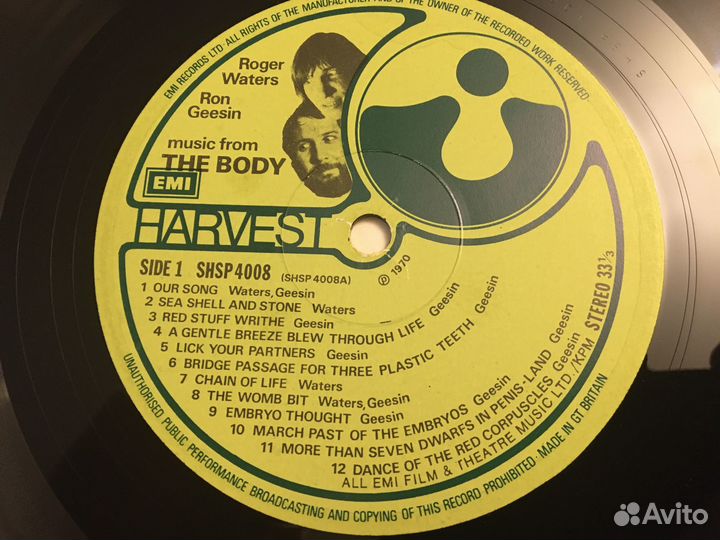 EMI RECORDS LTD·ALL RIGHTS OF THE MANUFACTURER AND OF THE OWNER OF THE RECORDED WORK RESERVED·
Roger
Waters
Ron
Geesin
music from
THE BODY
EMI
HARVEST
SIDE 1 SHSP 4008 (SHSP 4008A)
℗ 1970
1 OUR SONG Waters,Geesin
2 SEA SHELL AND STONE Waters
3 RED STUFF WRITHE Geesin
4 A GENTLE BREEZE BLEW THROUGH LIFE Geesin
5 LICK YOUR PARTNERS Geesin
6 BRIDGE PASSAGE FOR THREE PLASTIC TEETH Geesin
7 CHAIN OF LIFE Waters
8 THE WOMB BIT Waters,Geesin
9 EMBRYO THOUGHT Geesin
10 MARCH PAST OF THE EMBRYOS Geesin
11 MORE THAN SEVEN DWARFS IN PENIS-LAND Geesin
12 DANCE OF THE RED CORPUSCLES Geesin
ALL EMI FILM & THEATRE MUSIC LTD//KPM
STEREO 33 1/3
UNAUTHORISED PUBLIC PERFORMANCE BROADCASTING AND COPYING OF THIS RECORD PROHIBITED·MADE IN GT BRITAIN
Avito